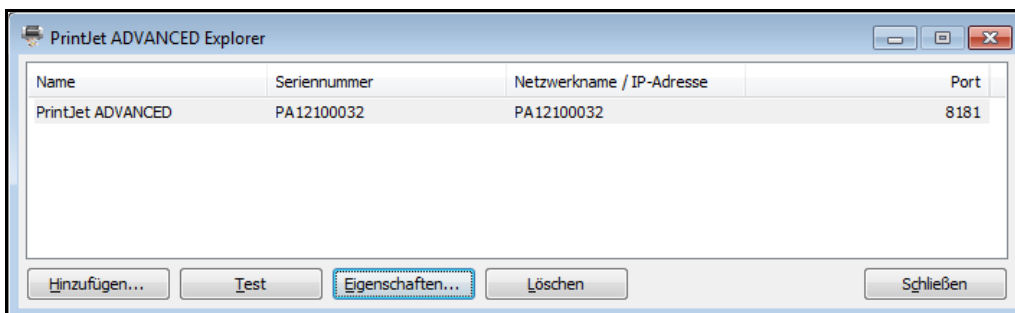 PrintJet ADVANCED Explorer
Name Seriennummer Netzwerkname / IP-Adresse Port
PrintJet ADVANCED PA12100032 PA12100032 8181
Hinzufügen... Test Eigenschaften... Löschen Schließen